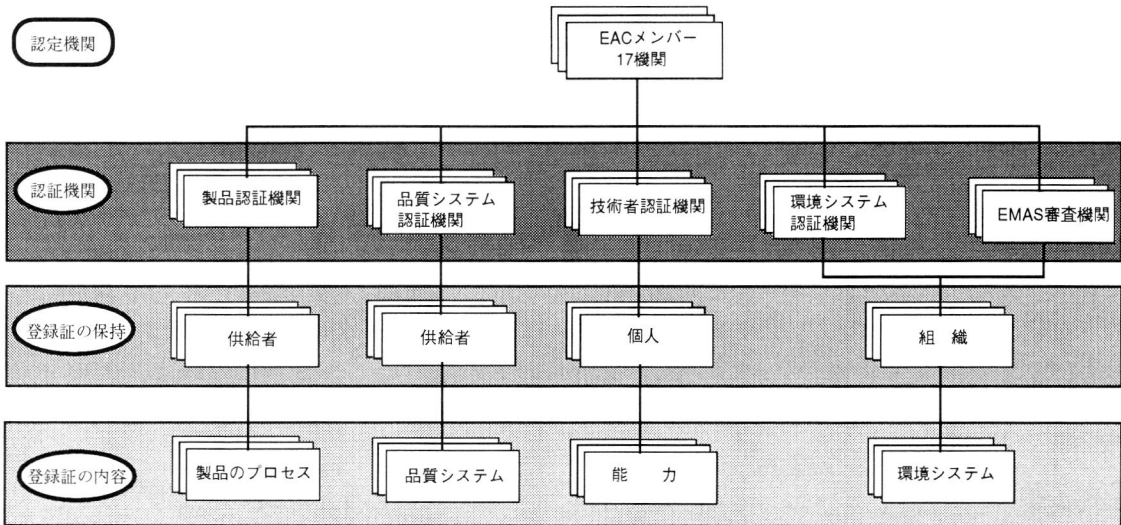 認定機関
EACメンバー
17機関
認証機関
製品認証機関
品質システム
認証機関
技術者認証機関
環境システム
認証機関
EMAS審査機関
登録証の保持
供給者
供給者
個人
組 織
登録証の内容
製品のプロセス
品質システム
能 力
環境システム